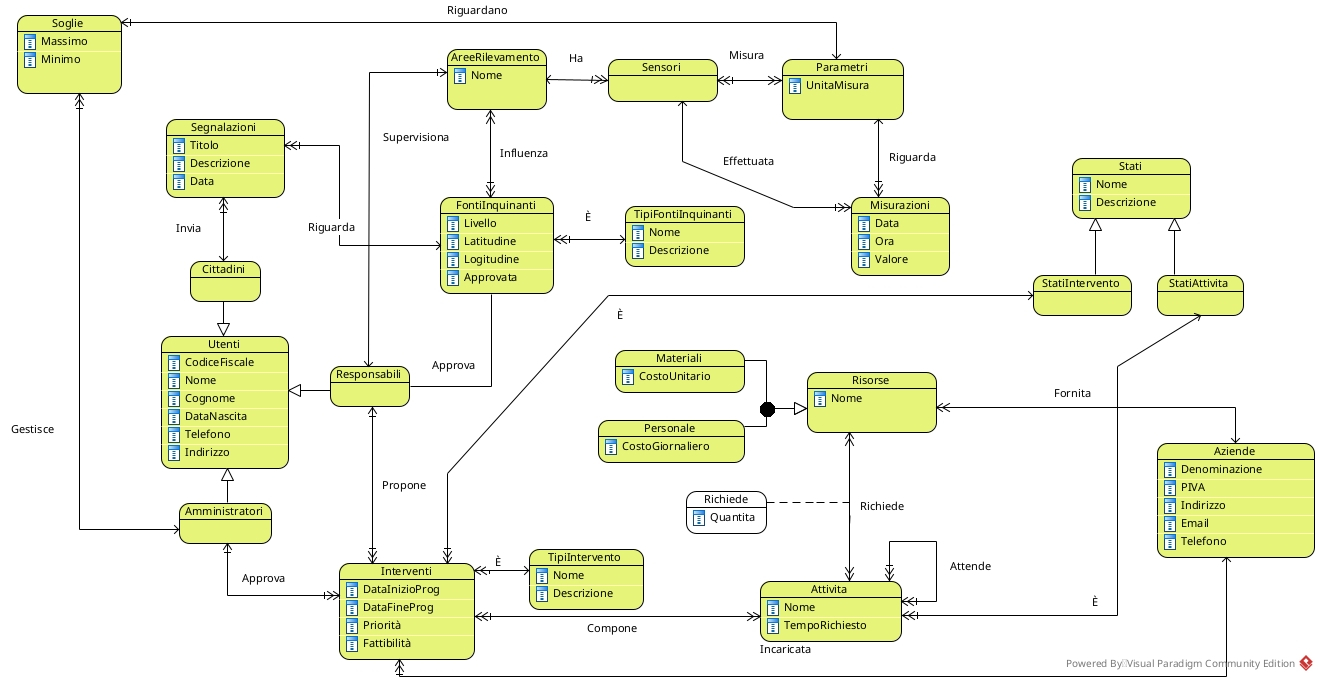 Riguardano
Soglie
Massimo
Minimo
AreeRilevamento
Nome
Ha
Sensori
Misura
Parametri
UnitaMisura
Segnalazioni
Titolo
Descrizione
Data
Supervisiona
Influenza
Effettuata
Riguarda
Stati
Nome
Descrizione
Invia
Riguarda
FontiInquinanti
Livello
Latitudine
Logitudine
Approvata
È
TipiFontiInquinanti
Nome
Descrizione
Misurazioni
Data
Ora
Valore
Cittadini
StatiIntervento
StatiAttivita
È
Utenti
CodiceFiscale
Nome
Cognome
DataNascita
Telefono
Indirizzo
Responsabili
Approva
Materiali
CostoUnitario
Risorse
Nome
Fornita
Personale
CostoGiornaliero
Gestisce
Aziende
Denominazione
PIVA
Indirizzo
Email
Telefono
Propone
Richiede
Quantita
Richiede
Amministratori
Approva
Interventi
DataInizioProg
DataFineProg
Priorità
Fattibilità
È
TipiIntervento
Nome
Descrizione
Attende
Attivita
Nome
TempoRichiesto
È
Compone
Incaricata
Powered By Visual Paradigm Community Edition